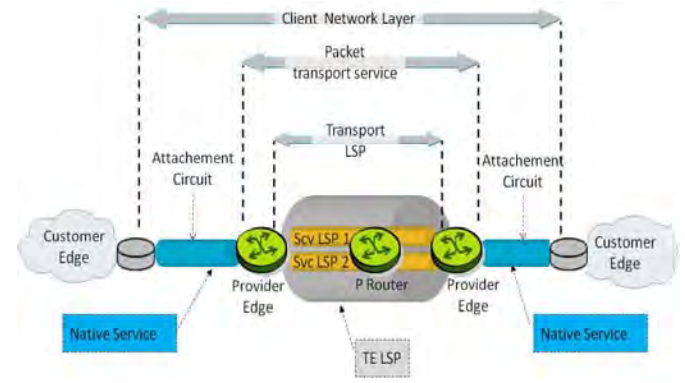 Client Network Layer
Packet
transport service
Transport
LSP
Attachement
Circuit
Attachement
Circuit
Customer
Edge
Scv LSP 1
Svc LSP 2
P Router
Customer
Edge
Provider
Edge
Provider
Edge
Native Service
Native Service
TE LSP